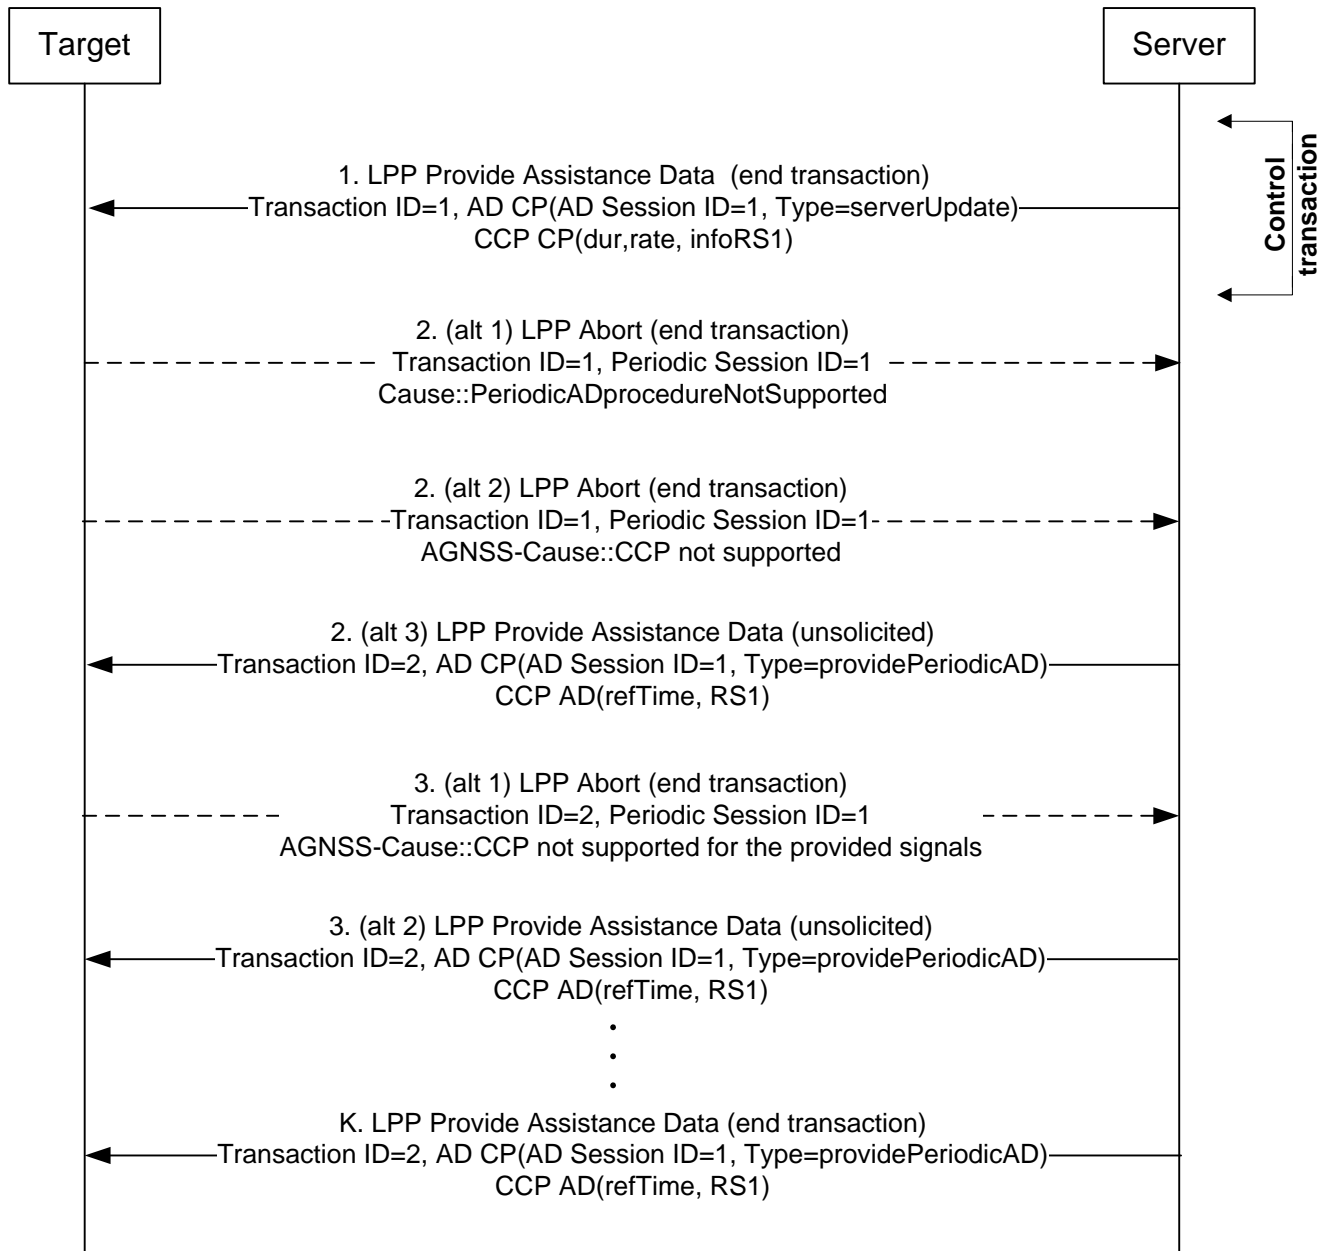 Target
Server
Control
transaction
1. LPP Provide Assistance Data (end transaction)
Transaction ID=1, AD CP(AD Session ID=1, Type=serverUpdate)
CCP CP(dur,rate, infoRS1)
2. (alt 1) LPP Abort (end transaction)
Transaction ID=1, Periodic Session ID=1
Cause::PeriodicADprocedureNotSupported
2. (alt 2) LPP Abort (end transaction)
Transaction ID=1, Periodic Session ID=1
AGNSS-Cause::CCP not supported
2. (alt 3) LPP Provide Assistance Data (unsolicited)
Transaction ID=2, AD CP(AD Session ID=1, Type=providePeriodicAD)
CCP AD(refTime, RS1)
3. (alt 1) LPP Abort (end transaction)
Transaction ID=2, Periodic Session ID=1
AGNSS-Cause::CCP not supported for the provided signals
3. (alt 2) LPP Provide Assistance Data (unsolicited)
Transaction ID=2, AD CP(AD Session ID=1, Type=providePeriodicAD)
CCP AD(refTime, RS1)
K. LPP Provide Assistance Data (end transaction)
Transaction ID=2, AD CP(AD Session ID=1, Type=providePeriodicAD)
CCP AD(refTime, RS1)